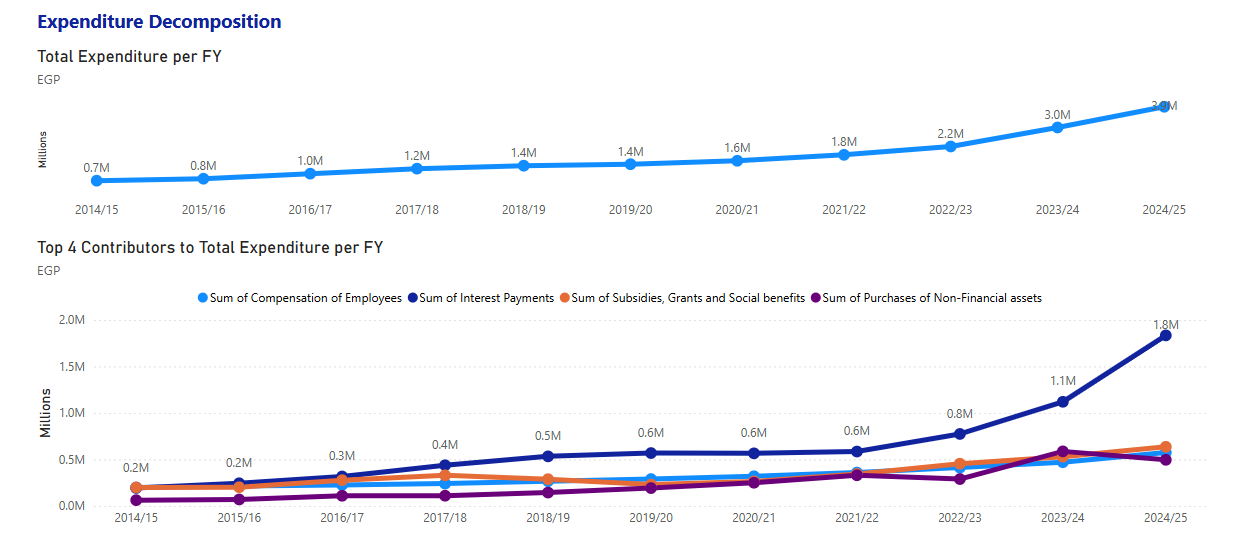 Expenditure Decomposition
Total Expenditure per FY
EGP
Millions
0.7M 0.8M 1.0M 1.2M 1.4M 1.4M 1.6M 1.8M 2.2M 3.0M 3.9M
2014/15 2015/16 2016/17 2017/18 2018/19 2019/20 2020/21 2021/22 2022/23 2023/24 2024/25
Top 4 Contributors to Total Expenditure per FY
EGP
Sum of Compensation of Employees Sum of Interest Payments Sum of Subsidies, Grants and Social benefits Sum of Purchases of Non-Financial assets
Millions
2.0M
1.5M
1.0M
0.5M
0.0M
0.2M 0.2M 0.3M 0.4M 0.5M 0.6M 0.6M 0.6M 0.8M 1.1M 1.8M
2014/15 2015/16 2016/17 2017/18 2018/19 2019/20 2020/21 2021/22 2022/23 2023/24 2024/25